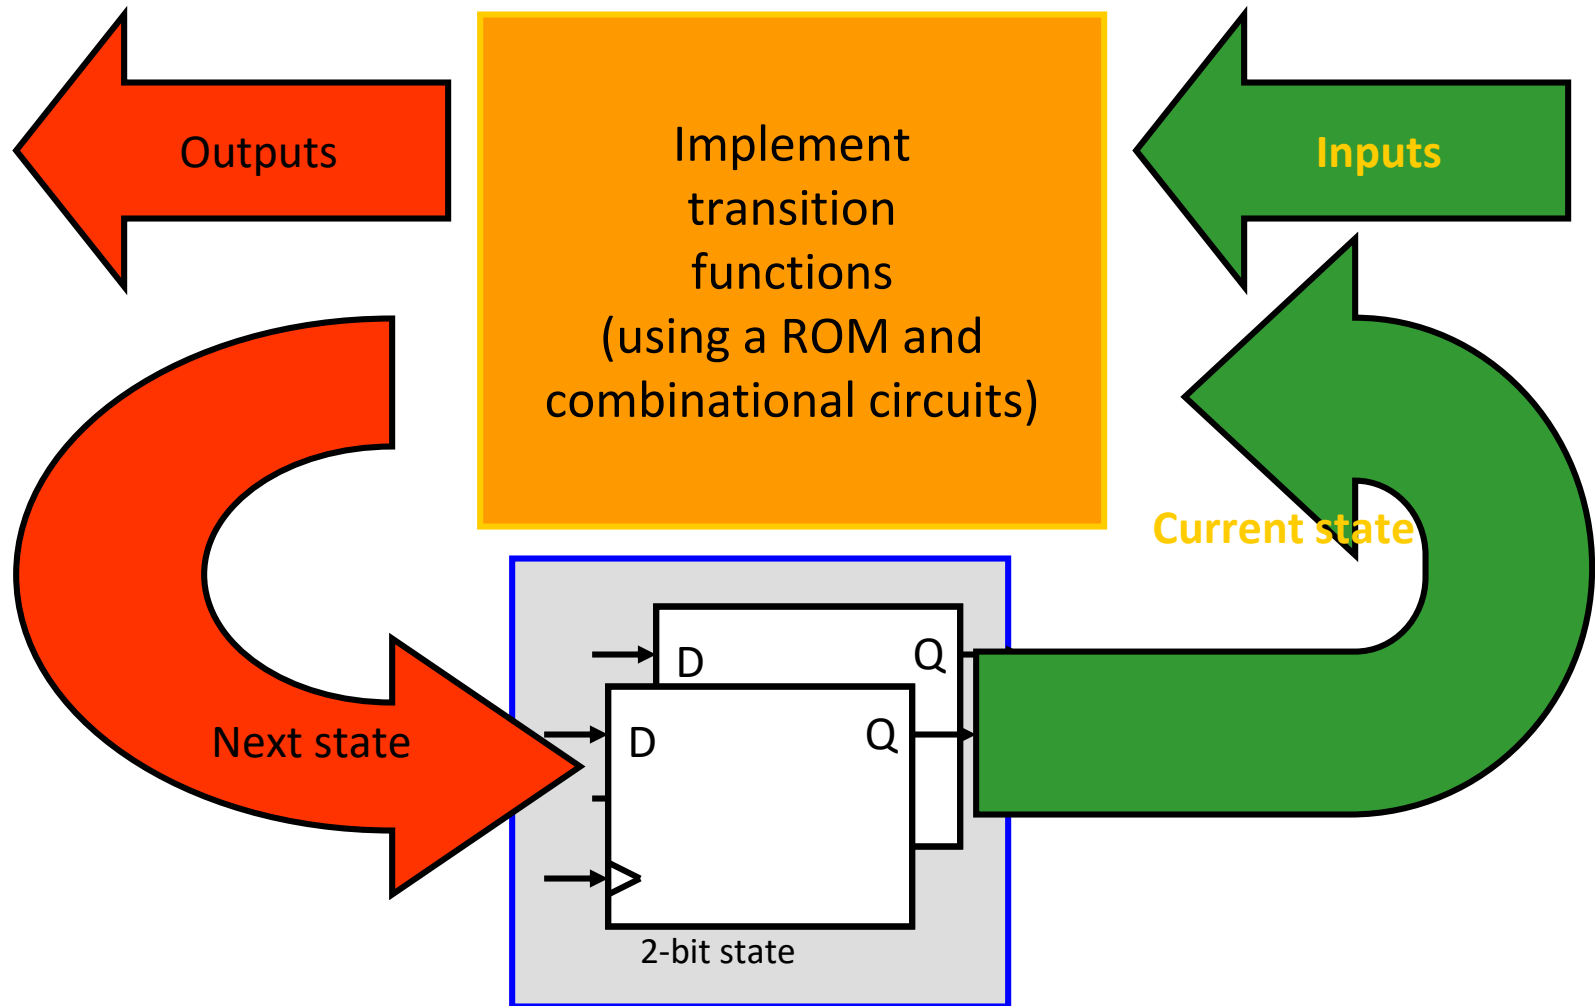 Outputs
Implement
transition
functions
(using a ROM and
combinational circuits)
Inputs
Current state
Next state
D
Q
D
Q
2-bit state